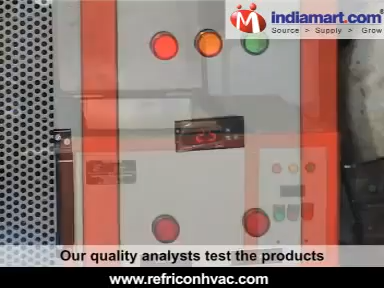 indiamart.com
Source > Supply > Grow
Our quality analysts test the products
www.refriconhvac.com